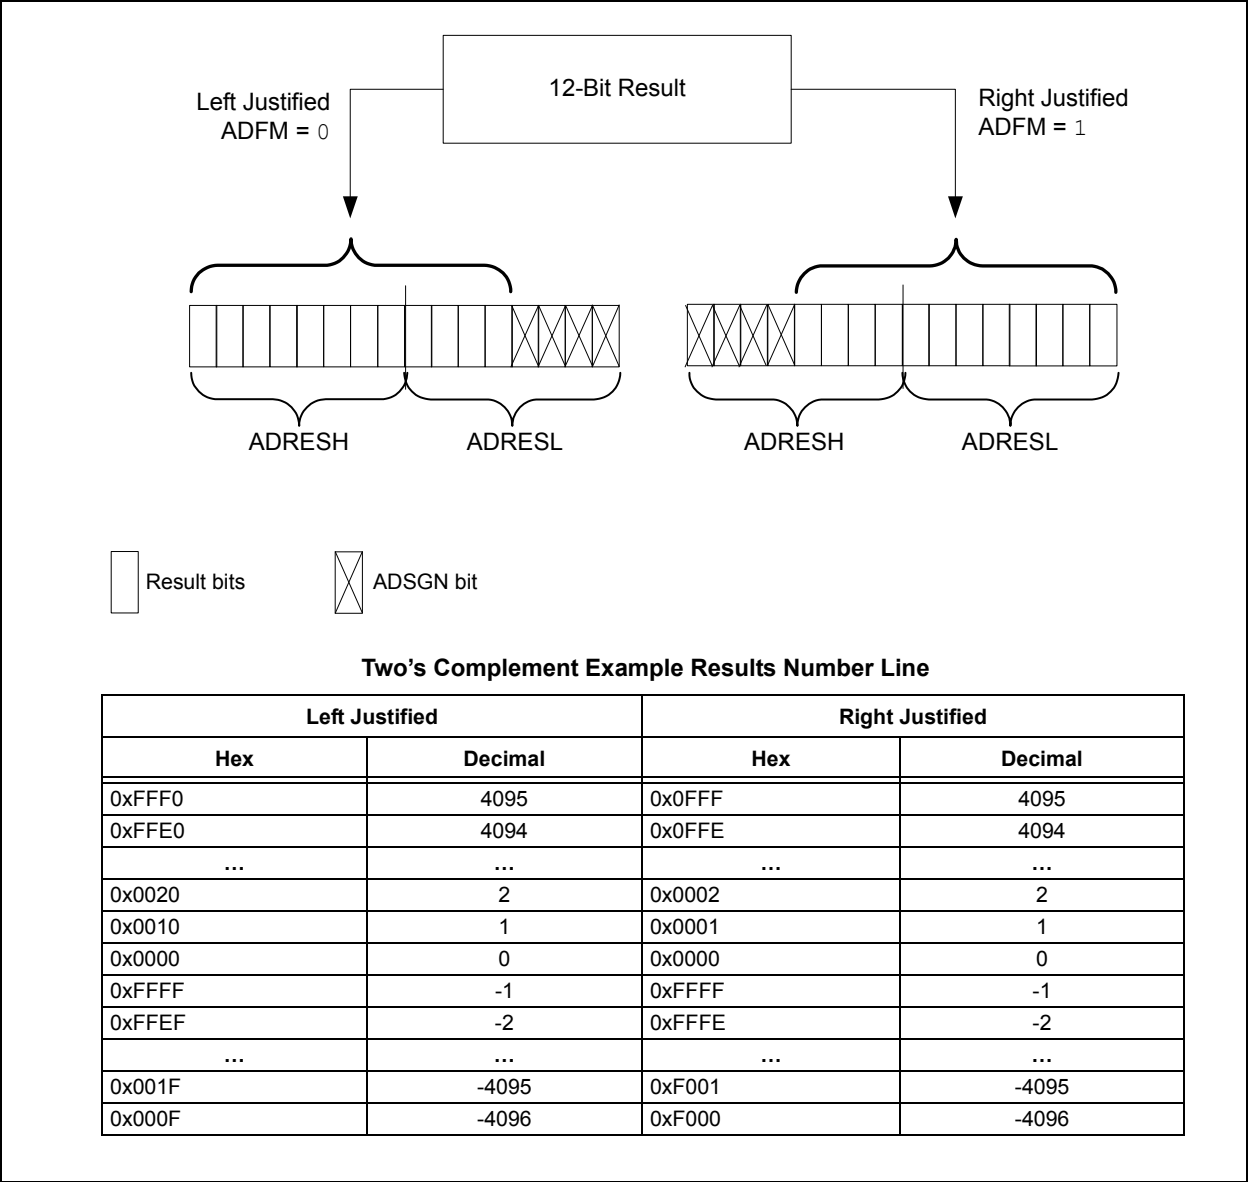 12-Bit Result
Left Justified
ADFM = 0
Right Justified
ADFM = 1
ADRESH ADRESL ADRESH ADRESL
Result bits ADSGN bit
Two's Complement Example Results Number Line
Left Justified Right Justified
Hex Decimal Hex Decimal
0xFFF0 4095 0x0FFF 4095
0xFFE0 4094 0x0FFE 4094
… … … …
0x0020 2 0x0002 2
0x0010 1 0x0001 1
0x0000 0 0x0000 0
0xFFFF -1 0xFFFF -1
0xFFEF -2 0xFFFE -2
… … … …
0x001F -4095 0xF001 -4095
0x000F -4096 0xF000 -4096